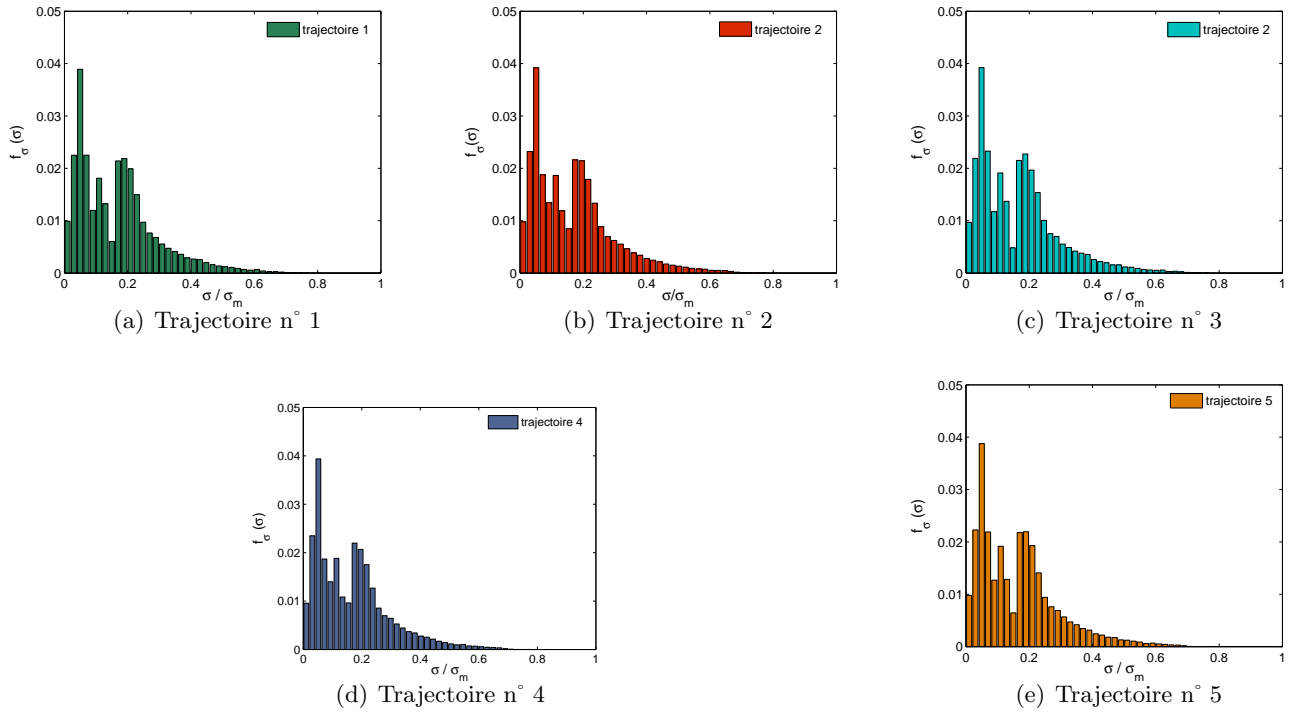 0.05
0.04
0.03
0.02
0.01
0
f_σ(σ)
trajectoire 1
0 0.2 0.4 0.6 0.8 1
σ / σ_m
(a) Trajectoire n° 1
0.05
0.04
0.03
0.02
0.01
0
f_σ(σ)
trajectoire 2
0 0.2 0.4 0.6 0.8 1
σ/σ_m
(b) Trajectoire n° 2
0.05
0.04
0.03
0.02
0.01
0
f_σ (σ)
trajectoire 2
0 0.2 0.4 0.6 0.8 1
σ / σ_m
(c) Trajectoire n° 3
0.05
0.04
0.03
0.02
0.01
0
f_σ (σ)
trajectoire 4
0 0.2 0.4 0.6 0.8 1
σ / σ_m
(d) Trajectoire n° 4
0.05
0.04
0.03
0.02
0.01
0
f_σ (σ)
trajectoire 5
0 0.2 0.4 0.6 0.8 1
σ / σ_m
(e) Trajectoire n° 5